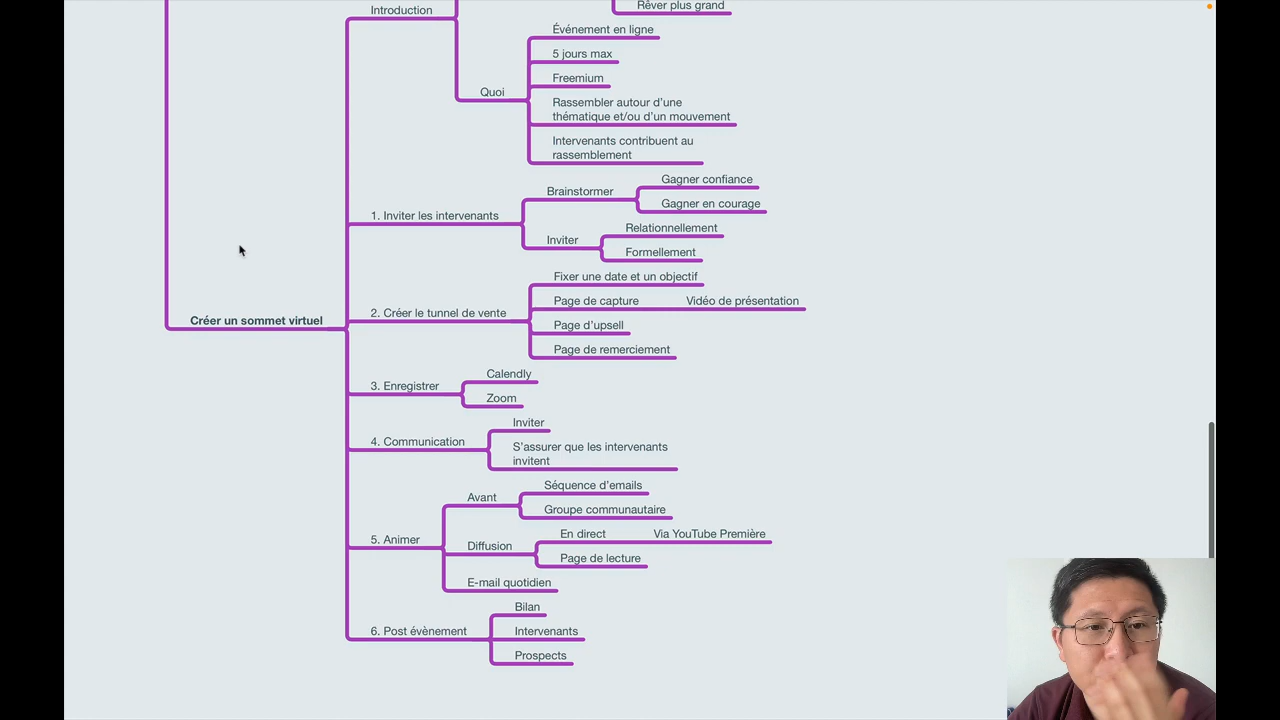 Rêver plus grand
Introduction
Événement en ligne
5 jours max
Freemium
Quoi
Rassembler autour d’une
thématique et/ou d’un mouvement
Intervenants contribuent au
rassemblement
Gagner confiance
Brainstormer
Gagner en courage
1. Inviter les intervenants
Relationnellement
Inviter
Formellement
Fixer une date et un objectif
Page de capture
Vidéo de présentation
2. Créer le tunnel de vente
Créer un sommet virtuel
Page d’upsell
Page de remerciement
Calendly
3. Enregistrer
Zoom
Inviter
4. Communication
S’assurer que les intervenants
invitent
Séquence d’emails
Avant
Groupe communautaire
En direct
Via YouTube Première
5. Animer
Diffusion
Page de lecture
E-mail quotidien
Bilan
6. Post évènement
Intervenants
Prospects